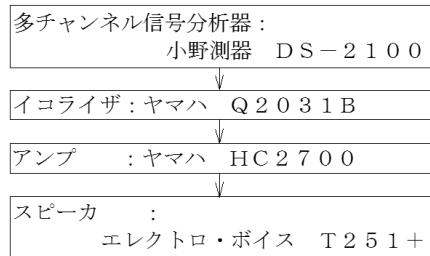 多チャンネル信号分析器：
小野測器　ＤＳ－２１００
イコライザ：ヤマハ　Ｑ２０３１Ｂ
アンプ　　：ヤマハ　ＨＣ２７００
スピーカ　　：
エレクトロ・ボイス　Ｔ２５１＋